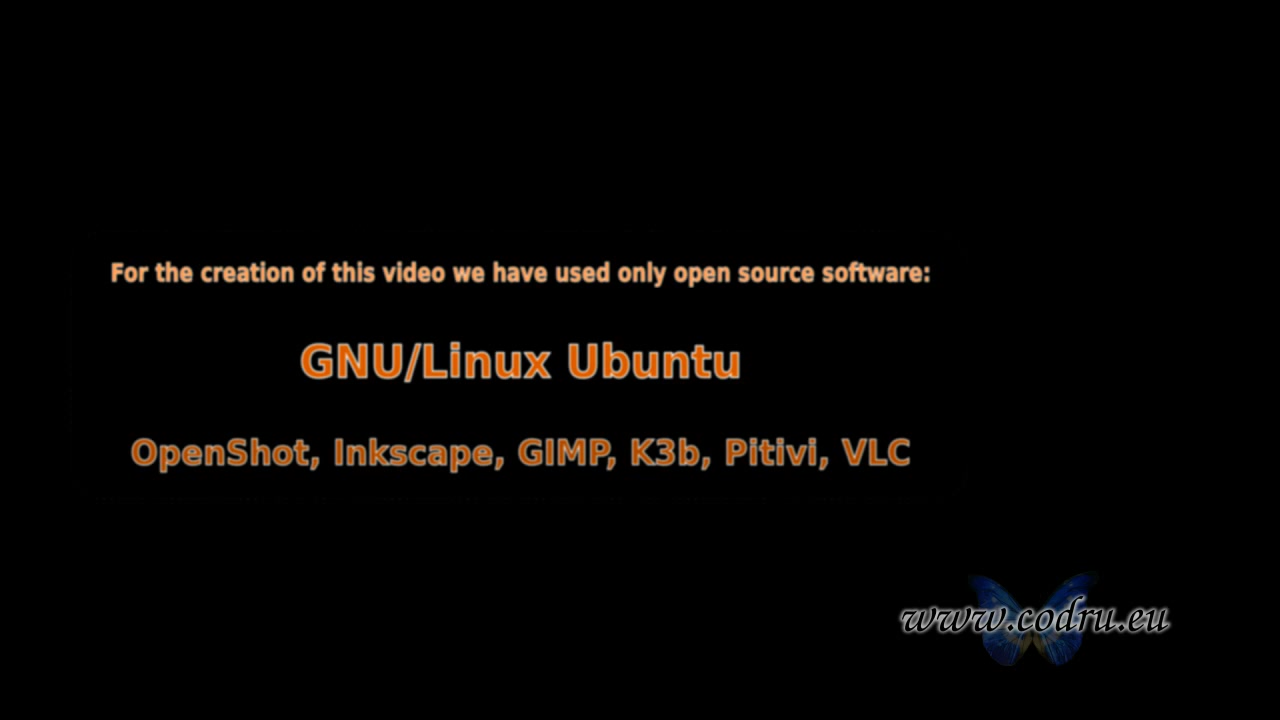 For the creation of this video we have used only open source software:
GNU/Linux Ubuntu
OpenShot, Inkscape, GIMP, K3b, Pitivi, VLC
www.codru.eu